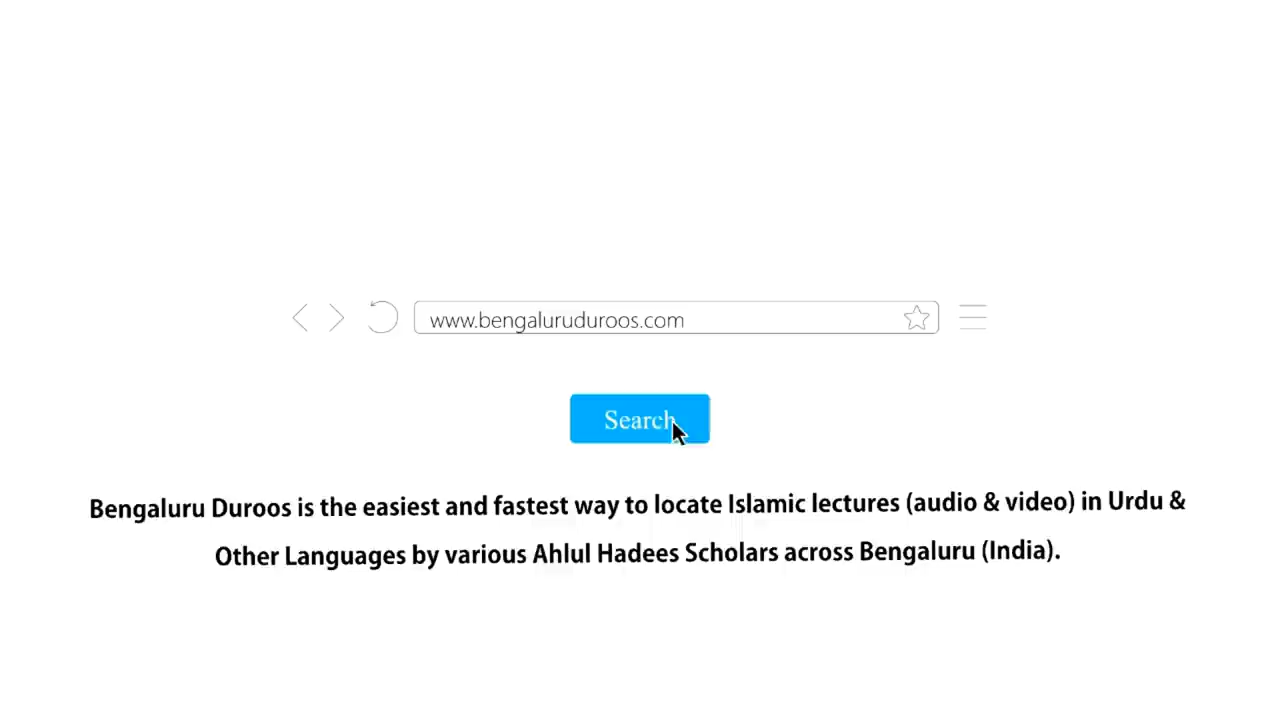 www.bengaluruduroos.com
Search
Bengaluru Duroos is the easiest and fastest way to locate Islamic lectures (audio & video) in Urdu &
Other Languages by various Ahlul Hadees Scholars across Bengaluru (India).